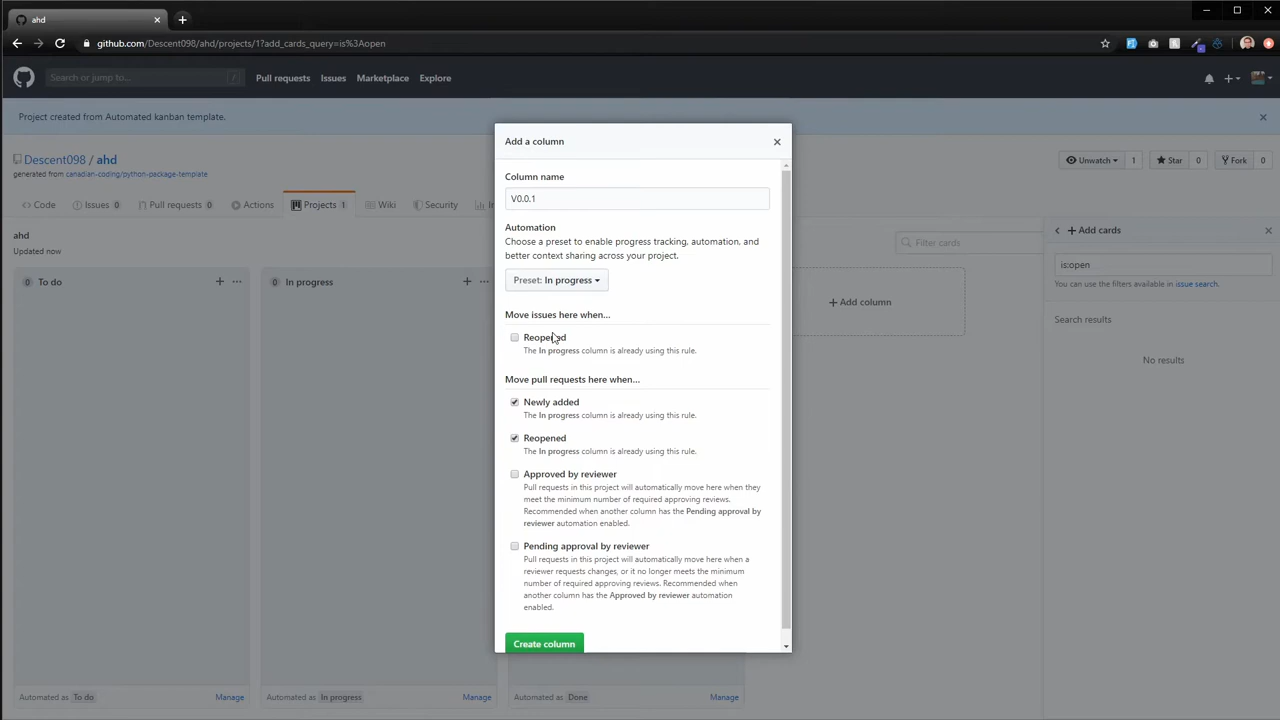 ahd
github.com/Descent098/ahd/projects/1?add_cards_query=is%3Aopen
Search or jump to...
/
Pull requests
Issues
Marketplace
Explore
Project created from Automated kanban template.
Descent098 / ahd
generated from canadian-coding/python-package-template
Unwatch 1
Star 0
Fork 0
Code
Issues 0
Pull requests 0
Actions
Projects 1
Wiki
Security
ahd
Updated now
Filter cards
0 To do
0 In progress
Add column
Automated as To do
Manage
Automated as In progress
Manage
Automated as Done
Manage
Add a column
Column name
V0.0.1
Automation
Choose a preset to enable progress tracking, automation, and
better context sharing across your project.
Preset: In progress
Move issues here when...
Reopened
The In progress column is already using this rule.
Move pull requests here when...
Newly added
The In progress column is already using this rule.
Reopened
The In progress column is already using this rule.
Approved by reviewer
Pull requests in this project will automatically move here when they
meet the minimum number of required approving reviews.
Recommended when another column has the Pending approval by
reviewer automation enabled.
Pending approval by reviewer
Pull requests in this project will automatically move here when a
reviewer requests changes, or it no longer meets the minimum
number of required approving reviews. Recommended when
another column has the Approved by reviewer automation
enabled.
Create column
Add cards
is:open
You can use the filters available in issue search.
Search results
No results